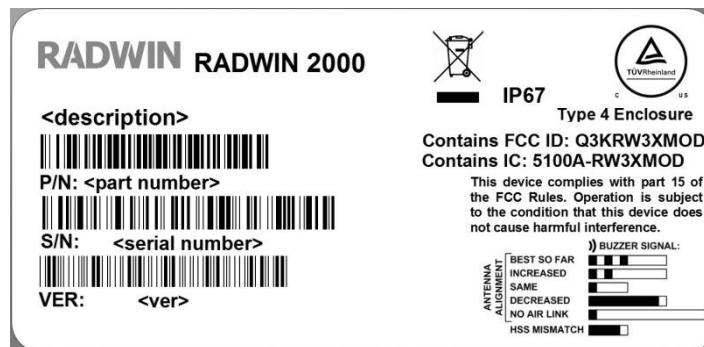 RADWIN RADWIN 2000
<description>
P/N: <part number>
S/N: <serial number>
VER: <ver>
IP67
TÜVRheinland
C US
Type 4 Enclosure
Contains FCC ID: Q3KRW3XMOD
Contains IC: 5100A-RW3XMOD
This device complies with part 15 of
the FCC Rules. Operation is subject
to the condition that this device does
not cause harmful interference.
BUZZER SIGNAL:
ANTENNA
ALIGNMENT
BEST SO FAR
INCREASED
SAME
DECREASED
NO AIR LINK
HSS MISMATCH